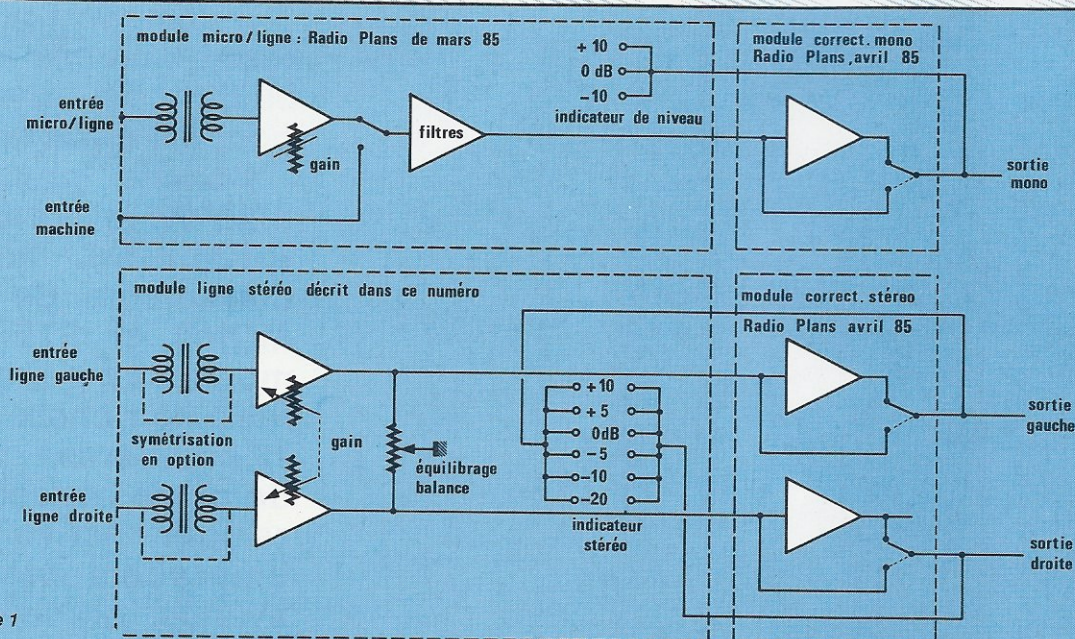 module micro/ligne : Radio Plans de mars 85
entrée
micro/ligne
gain
filtres
+ 10
0 dB
-10
indicateur de niveau
module correct. mono
Radio Plans, avril 85
sortie
mono
entrée
machine
module ligne stéréo décrit dans ce numéro
entrée
ligne gauche
symétrisation
en option
gain
équilibrage
balance
+ 10
+ 5
0dB
-5
-10
-20
indicateur
stéréo
module correct. stéréo
Radio Plans avril 85
sortie
gauche
entrée
ligne droite
sortie
droite
e 1